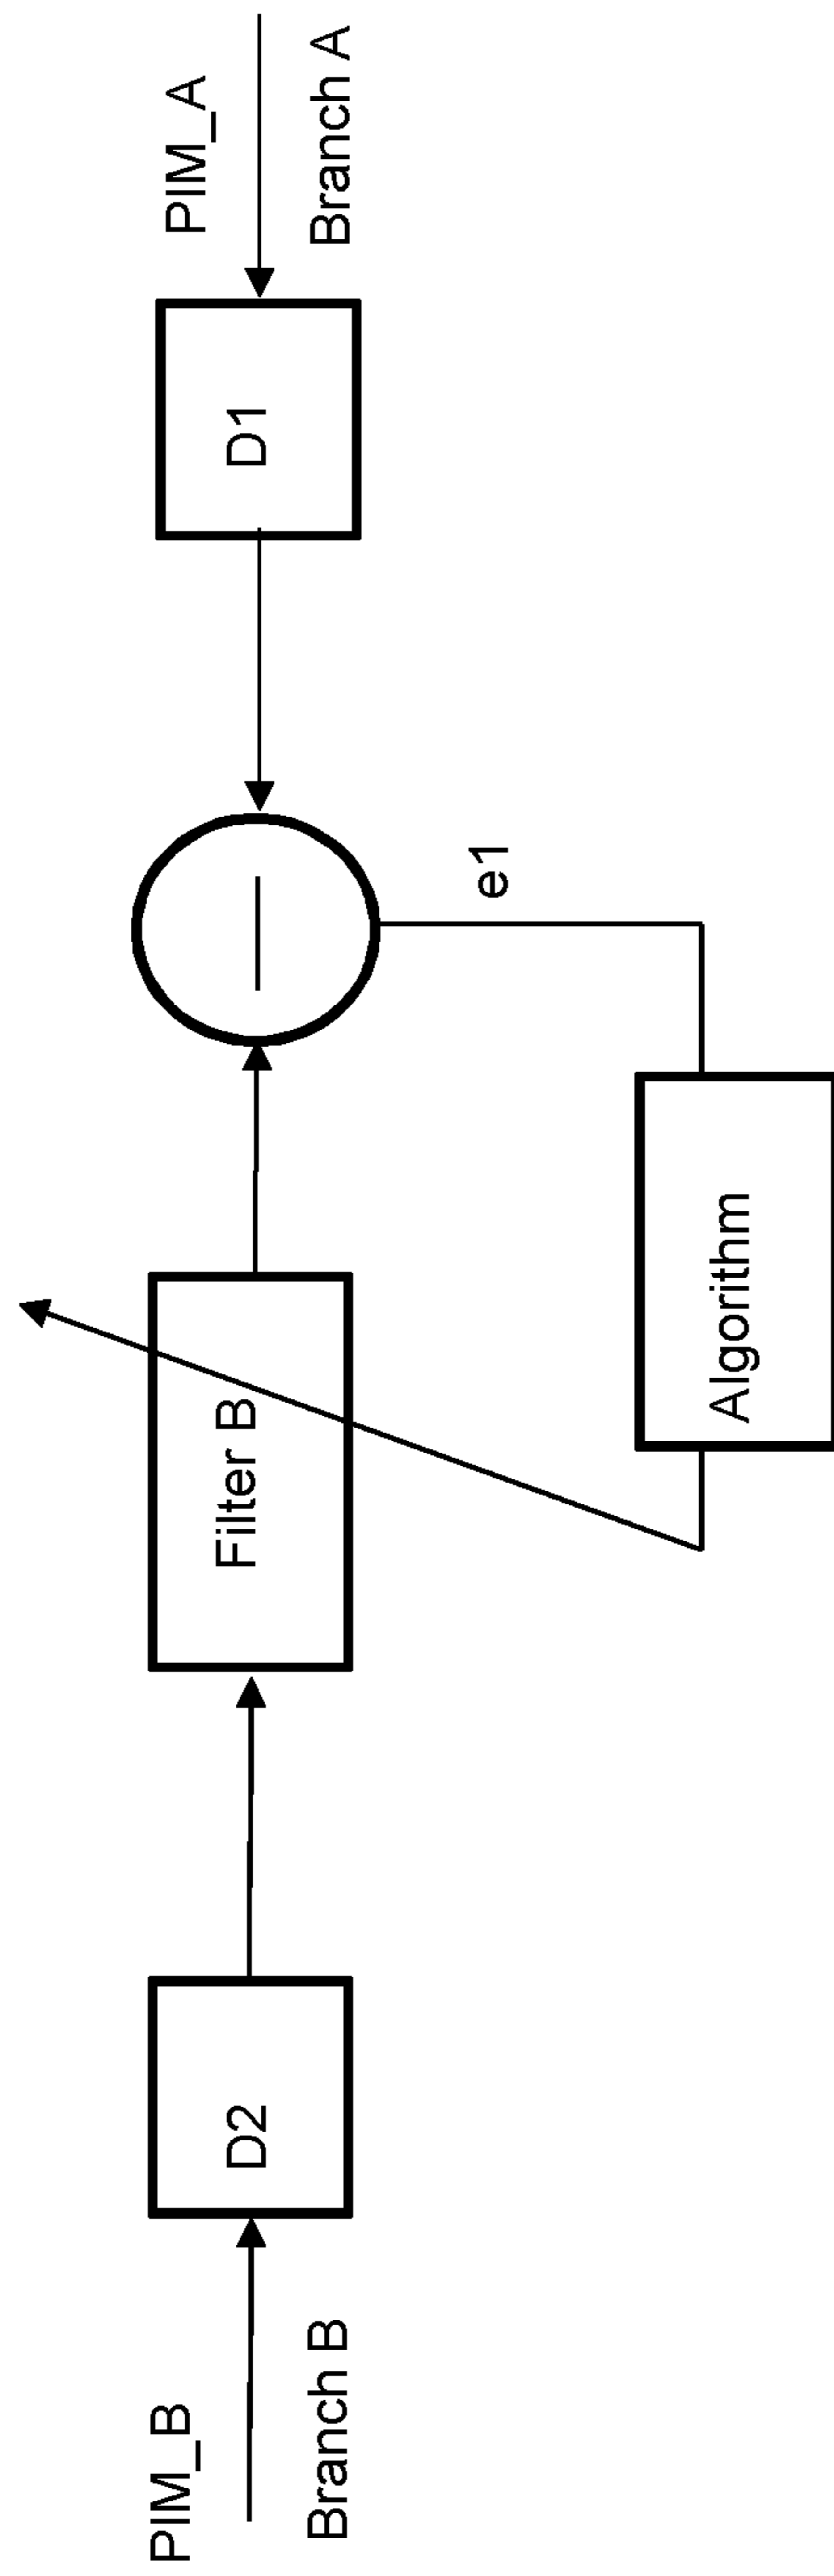 PIM_B
Branch B
D2
Filter B
Algorithm
e1
D1
PIM_A
Branch A